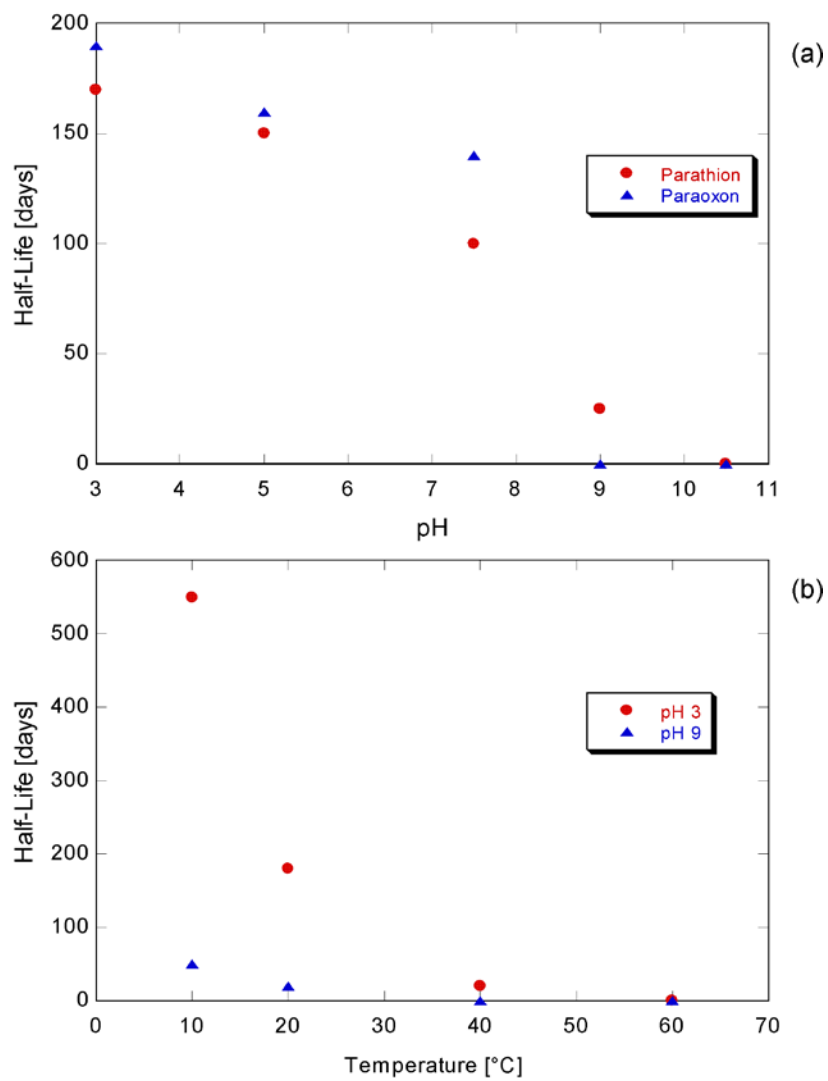 (a)
200
150
100
50
0
Half-Life [days]
Parathion
Paraoxon
3 4 5 6 7 8 9 10 11
pH
(b)
600
500
400
300
200
100
0
Half-Life [days]
pH 3
pH 9
0 10 20 30 40 50 60 70
Temperature [°C]